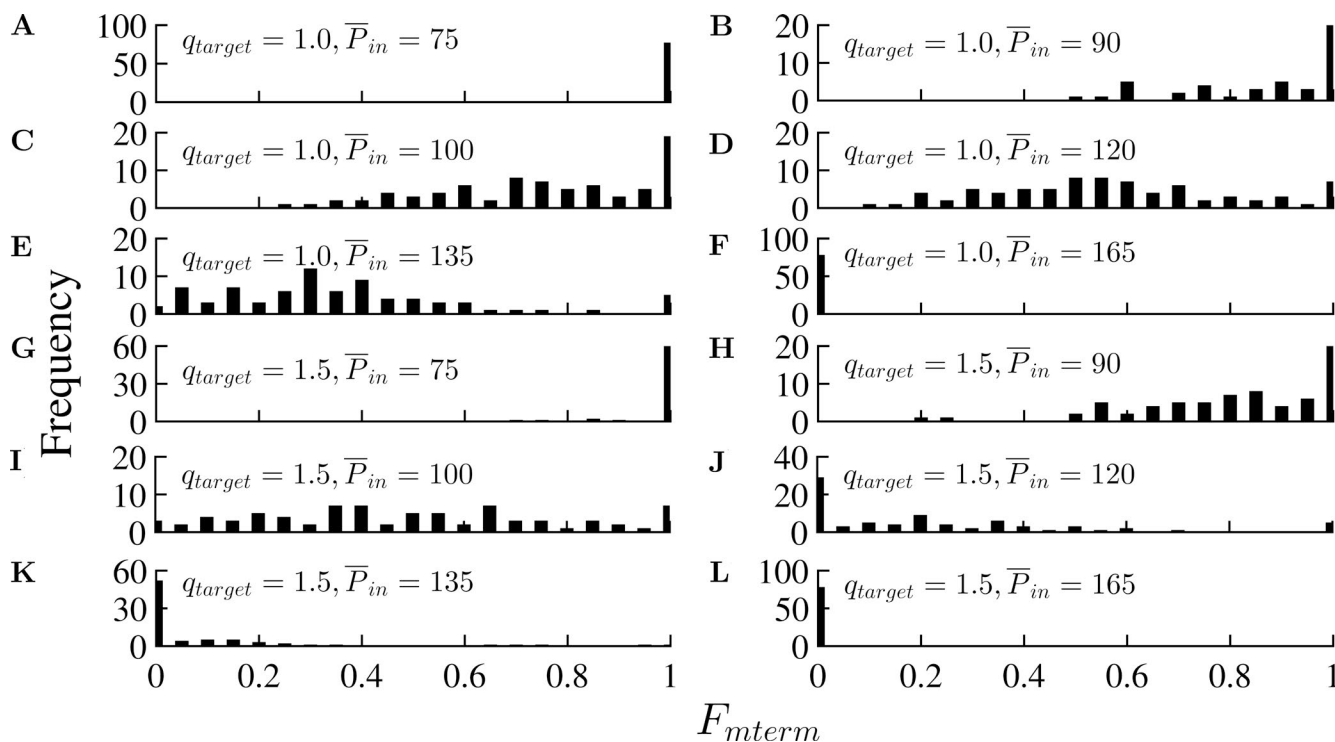 A
100
50
0
q_target = 1.0, P̅_in = 75
B
20
10
0
q_target = 1.0, P̅_in = 90
C
20
10
0
q_target = 1.0, P̅_in = 100
D
20
10
0
q_target = 1.0, P̅_in = 120
E
20
10
0
q_target = 1.0, P̅_in = 135
F
100
50
0
q_target = 1.0, P̅_in = 165
G
60
30
0
q_target = 1.5, P̅_in = 75
H
20
10
0
q_target = 1.5, P̅_in = 90
I
20
10
0
q_target = 1.5, P̅_in = 100
J
40
20
0
q_target = 1.5, P̅_in = 120
K
60
30
0
q_target = 1.5, P̅_in = 135
L
100
50
0
q_target = 1.5, P̅_in = 165
0 0.2 0.4 0.6 0.8 1
0 0.2 0.4 0.6 0.8 1
Frequency
F_mterm